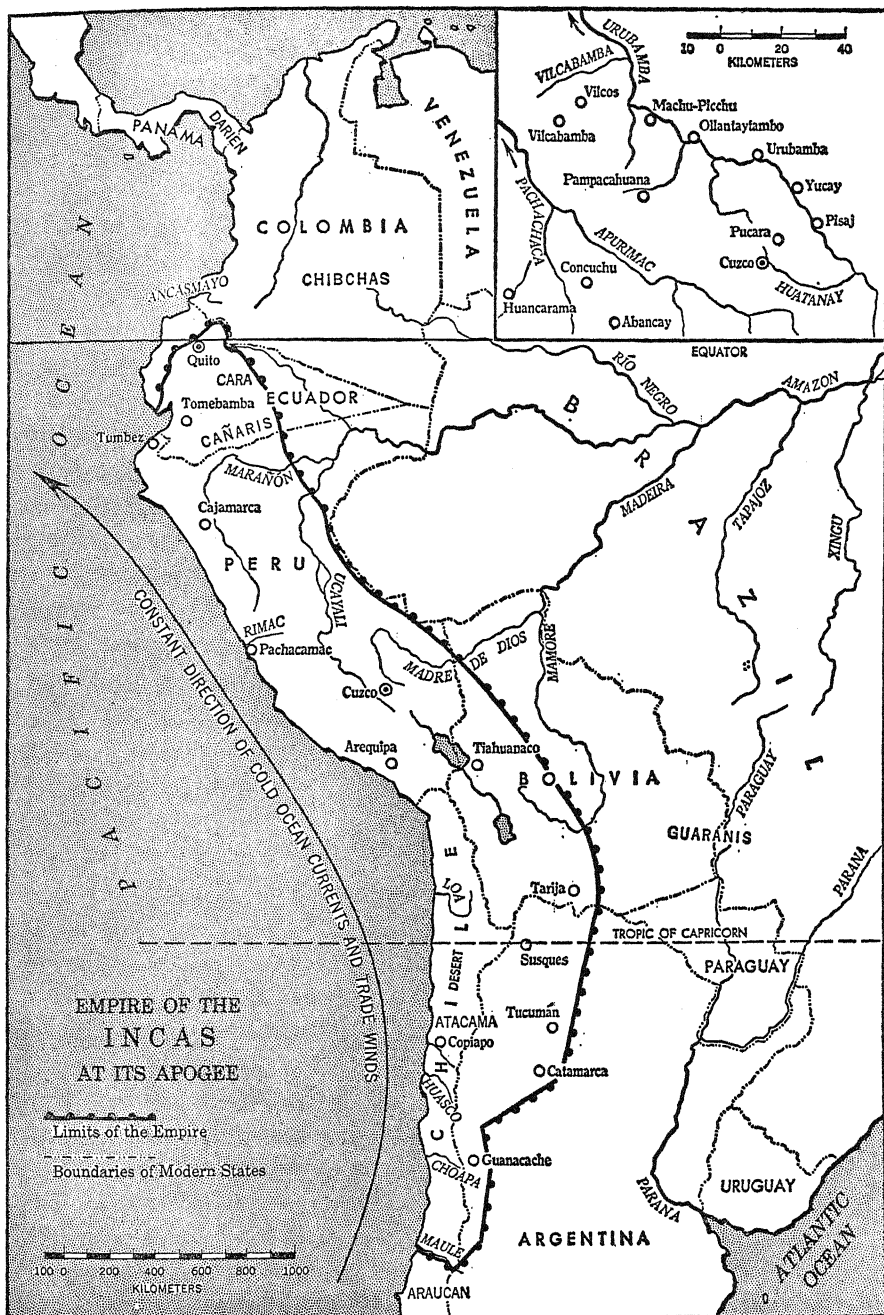 PANAMA
DARIEN
VENEZUELA
COLOMBIA
CHIBCHAS
ANCASMAYO
PACIFIC OCEAN
Quito
CARA
ECUADOR
Tomebamba
CAÑARIS
Tumbez
MARAÑÓN
Cajamarca
PERU
UCAYALI
RIMAC
Pachacamac
MADRE DE DIOS
MAMORE
Cuzco
Arequipa
Tiahuanaco
BOLIVIA
EQUATOR
RÍO NEGRO
AMAZON
BRAZIL
MADEIRA
TAPAJOZ
XINGU
PARAGUAY
GUARANIS
PARANA
CHILE
LOA
Tarija
TROPIC OF CAPRICORN
Susques
PARAGUAY
DESERT
ATACAMA
Tucumán
Copiapo
Catamarca
HUASCO
Guanacache
CHOAPA
MAULE
ARAUCAN
ARGENTINA
PARANA
URUGUAY
ATLANTIC
OCEAN
CONSTANT DIRECTION OF COLD OCEAN CURRENTS AND TRADE WINDS
EMPIRE OF THE
INCAS
AT ITS APOGEE
Limits of the Empire
Boundaries of Modern States
100 0 200 400 600 800 1000
KILOMETERS
10 0 20 40
KILOMETERS
URUBAMBA
VILCABAMBA
Vilcos
Vilcabamba
Machu-Picchu
Ollantaytambo
Urubamba
Yucay
Pisaj
Pampacahuana
PACHACHACA
APURIMAC
Pucara
Cuzco
HUATANAY
Concuchu
Huancarama
Abancay